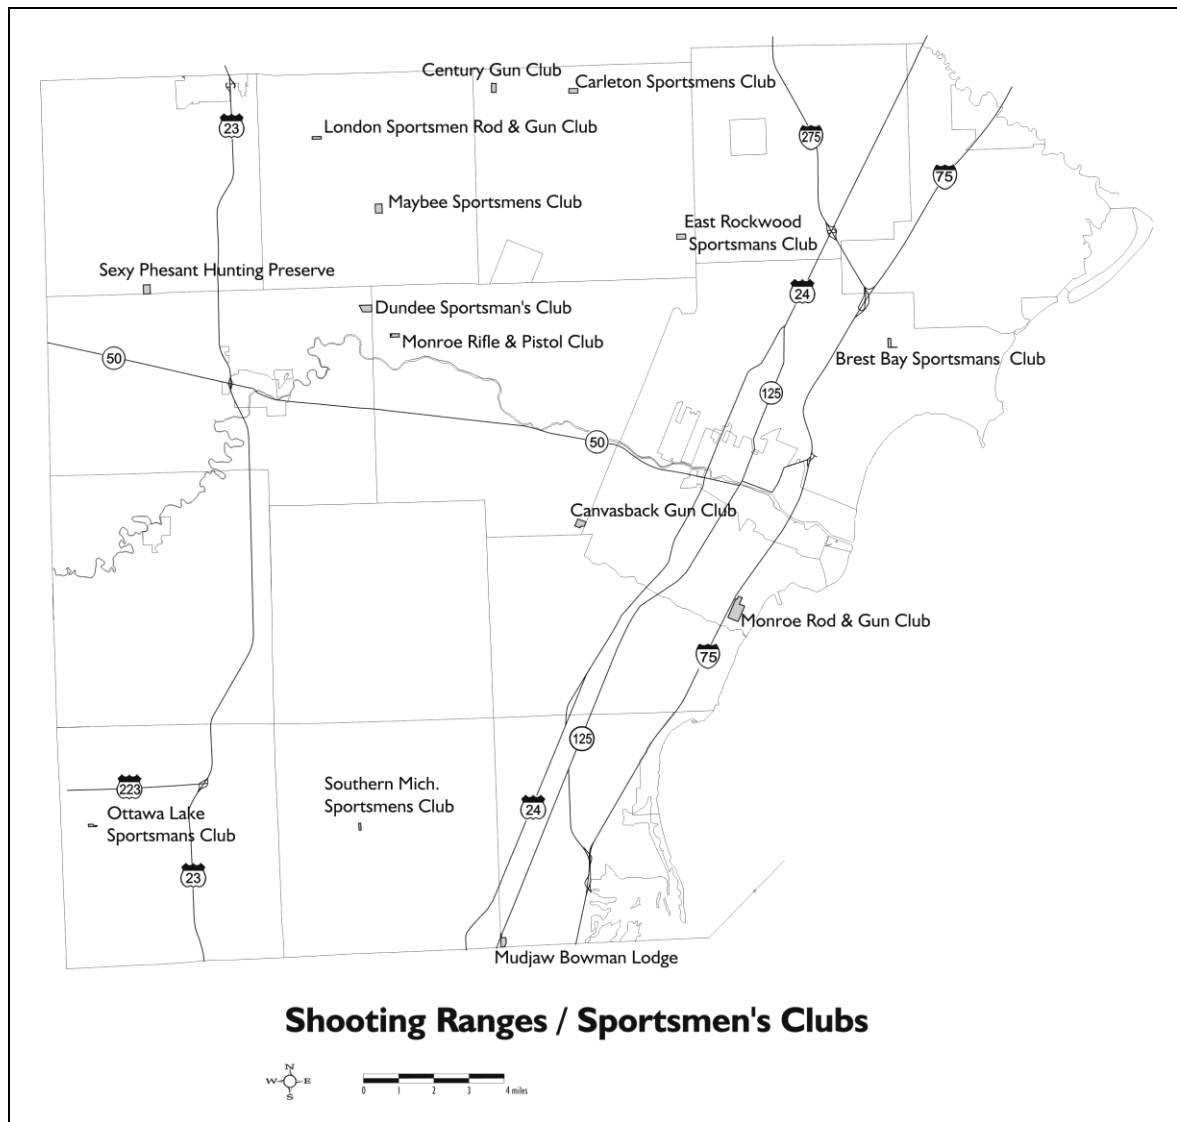 Century Gun Club
Carleton Sportsmens Club
23
London Sportsmen Rod & Gun Club
275
75
Maybee Sportsmens Club
East Rockwood
Sportsmans Club
Sexy Phesant Hunting Preserve
24
Dundee Sportsman's Club
Monroe Rifle & Pistol Club
50
Brest Bay Sportsmans Club
125
50
Canvasback Gun Club
Monroe Rod & Gun Club
75
125
223
Southern Mich.
Sportsmens Club
24
Ottawa Lake
Sportsmans Club
23
Mudjaw Bowman Lodge
Shooting Ranges / Sportsmen's Clubs
N
W E
S
0 1 2 3 4 miles